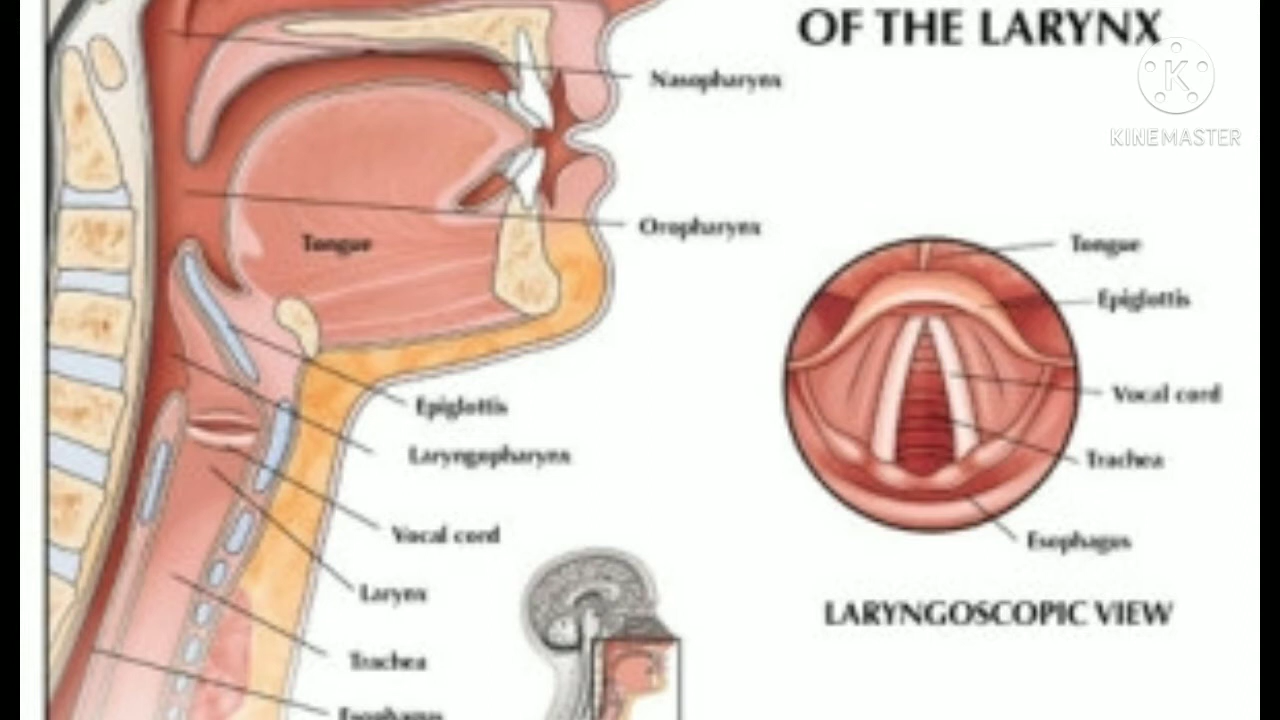 OF THE LARYNX
K
KINEMASTER
Nasopharynx
Oropharynx
Tongue
Epiglottis
Laryngopharynx
Vocal cord
Larynx
Trachea
Esophagus
Tongue
Epiglottis
Vocal cord
Trachea
Esophagus
LARYNGOSCOPIC VIEW